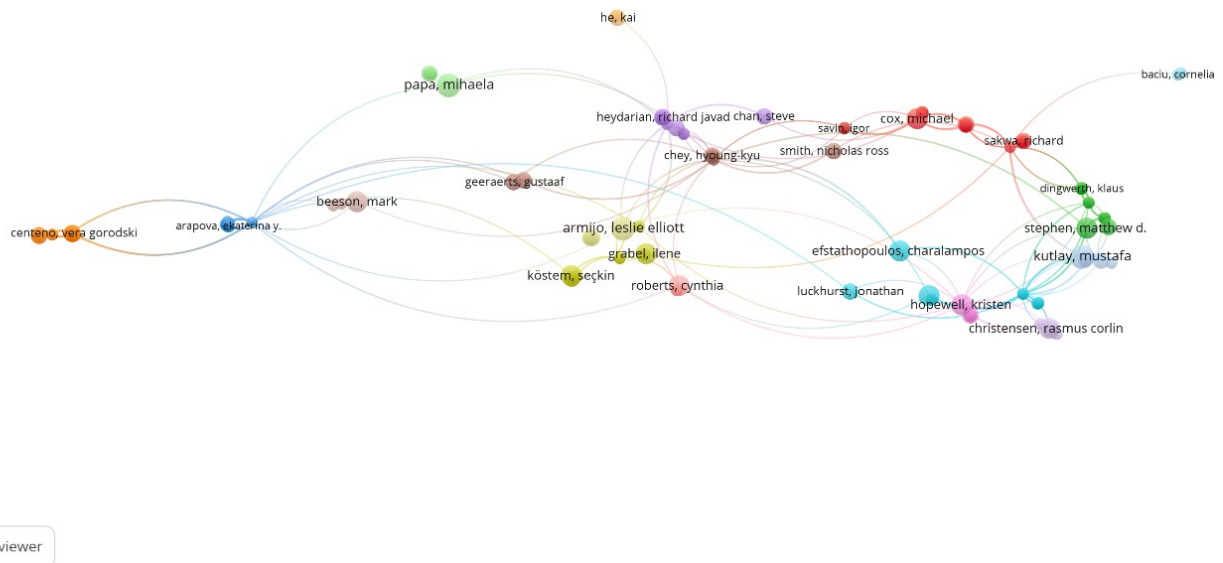 he, kai
baciu, cornelia
papa, mihaela
heydarian, richard javad
chan, steve
savin, igor
cox, michael
sakwa, richard
smith, nicholas ross
chey, hyoung-kyu
geeraerts, gustaaf
dingwerth, klaus
beeson, mark
centeno, vera gorodski
arapova, ekaterina y.
armijo, leslie elliott
stephen, matthew d.
grabel, ilene
efstathopoulos, charalampos
kutlay, mustafa
köstem, seçkin
roberts, cynthia
luckhurst, jonathan
hopewell, kristen
christensen, rasmus corlin
viewer